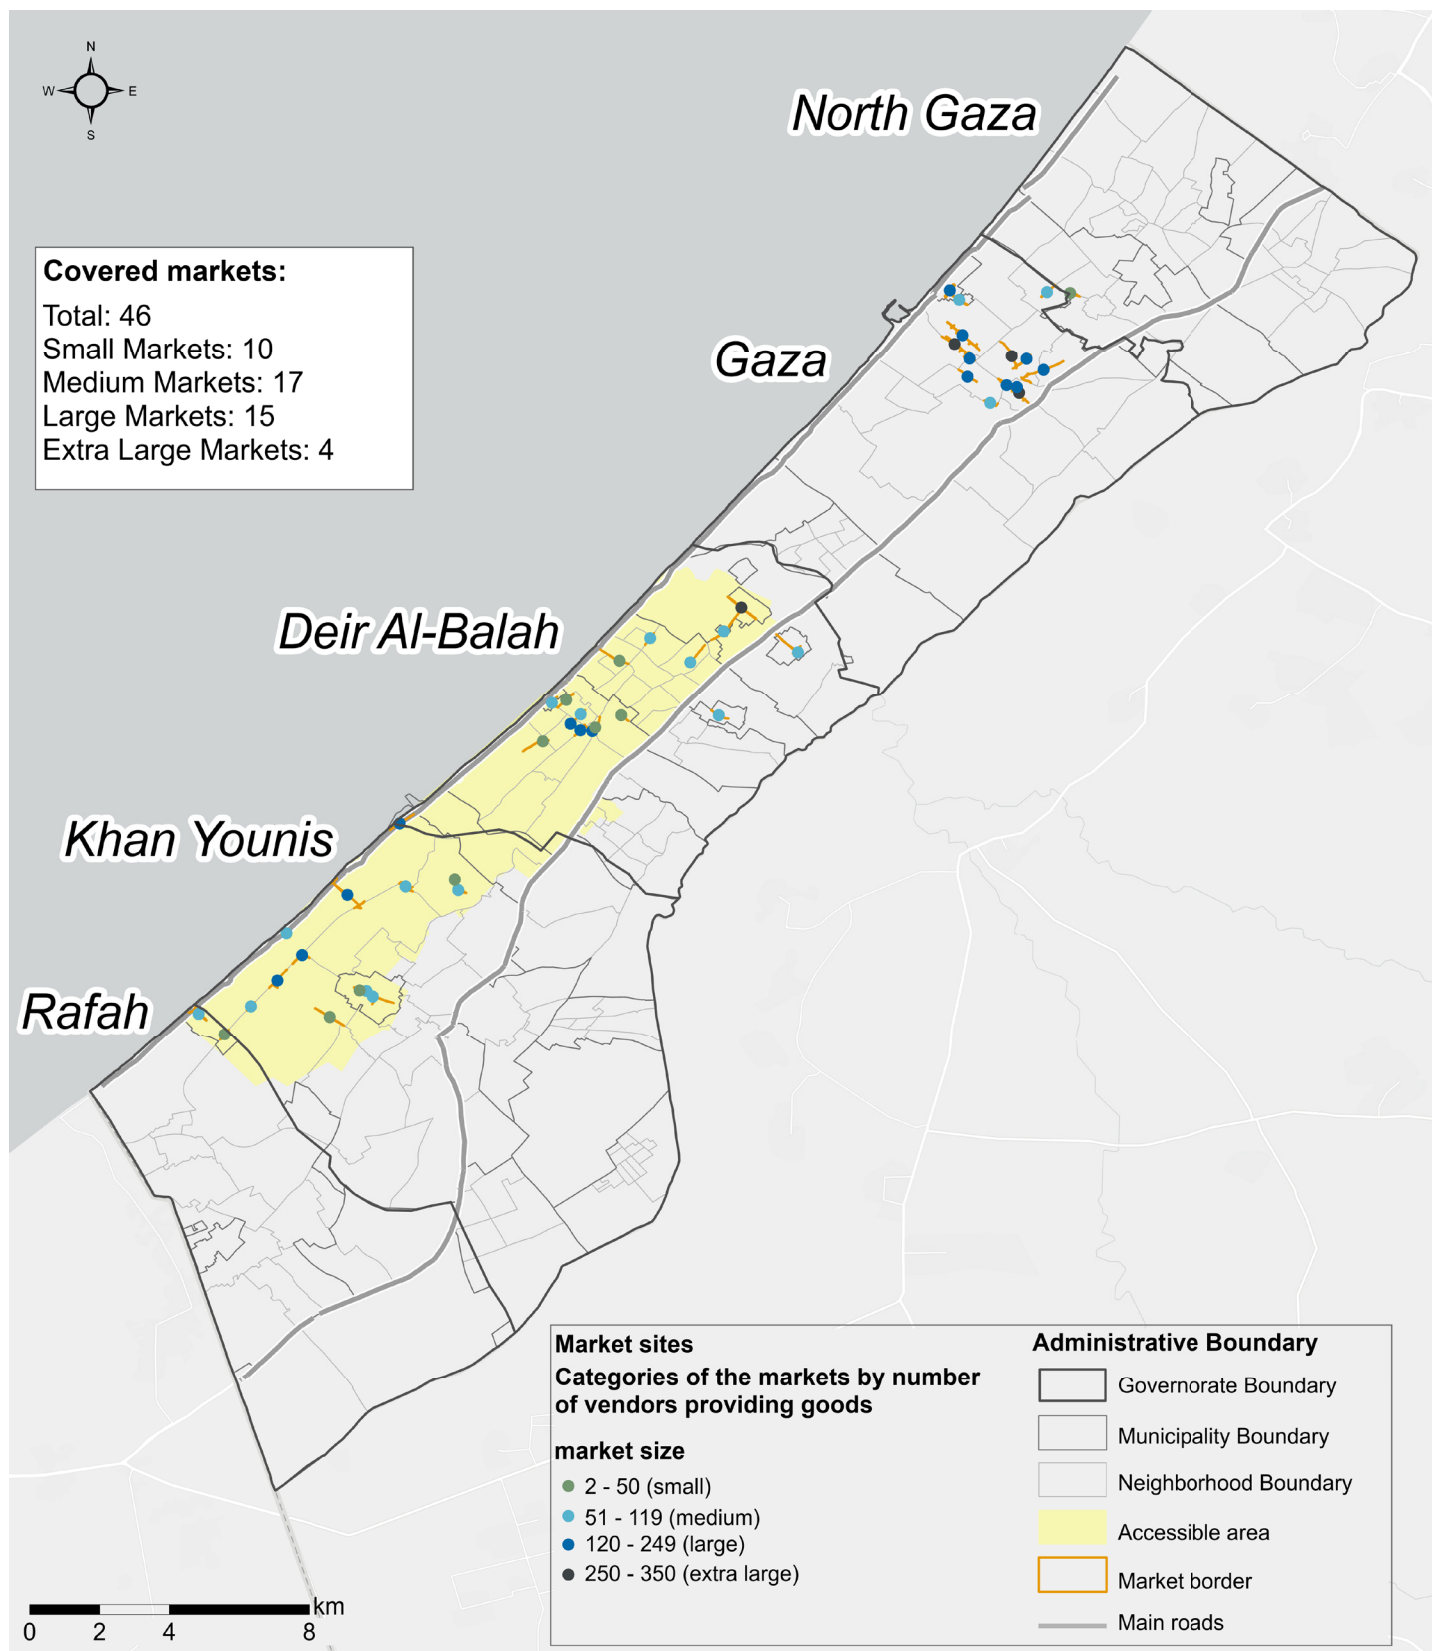 N
W
E
S
North Gaza
Covered markets:
Total: 46
Small Markets: 10
Medium Markets: 17
Large Markets: 15
Extra Large Markets: 4
Gaza
Deir Al-Balah
Khan Younis
Rafah
Market sites
Categories of the markets by number
of vendors providing goods
market size
2 - 50 (small)
51 - 119 (medium)
120 - 249 (large)
250 - 350 (extra large)
Administrative Boundary
Governorate Boundary
Municipality Boundary
Neighborhood Boundary
Accessible area
Market border
Main roads
km
0 2 4 8